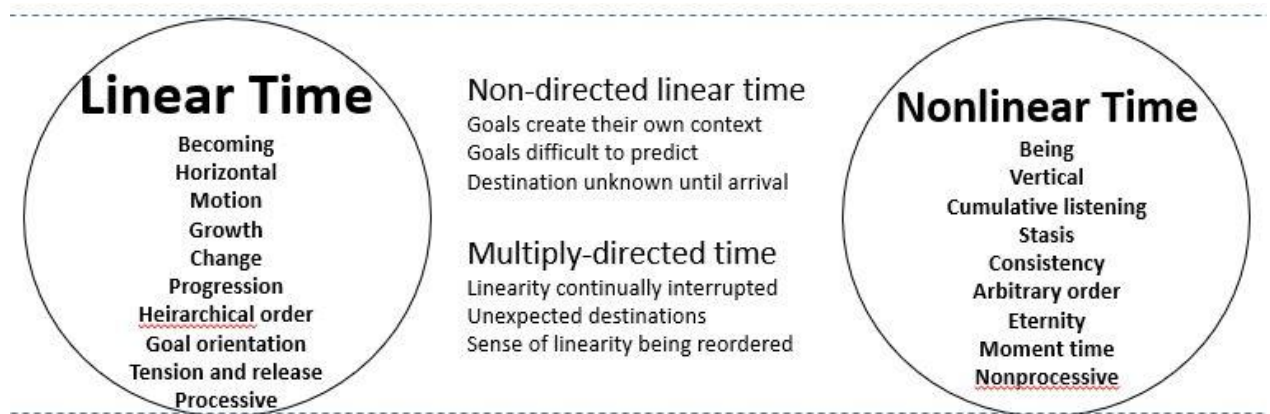 Linear Time
Becoming
Horizontal
Motion
Growth
Change
Progression
Heirarchical order
Goal orientation
Tension and release
Processive
Non-directed linear time
Goals create their own context
Goals difficult to predict
Destination unknown until arrival
Multiply-directed time
Linearity continually interrupted
Unexpected destinations
Sense of linearity being reordered
Nonlinear Time
Being
Vertical
Cumulative listening
Stasis
Consistency
Arbitrary order
Eternity
Moment time
Nonprocessive